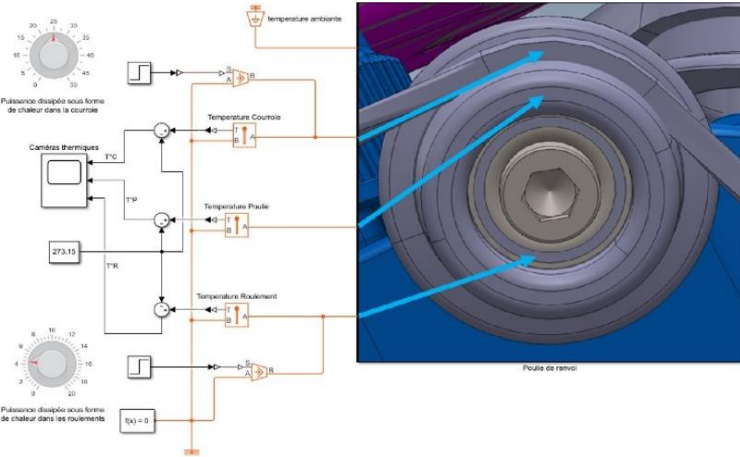 25
20 30
15 35
10 40
5 45
0 50
Puissance dissipée sous forme
de chaleur dans la courroie
temperature ambiante
S
A B
Temperature Courroie
T
B A
Caméras thermiques
T°C
T°P
T°R
Temperature Poulie
T
B A
273.15
Temperature Roulement
T
B A
10
8 12
6 14
4 16
2 18
0 20
S
A B
Puissance dissipée sous forme
de chaleur dans les roulements
f(x) = 0
Poulie de renvoi